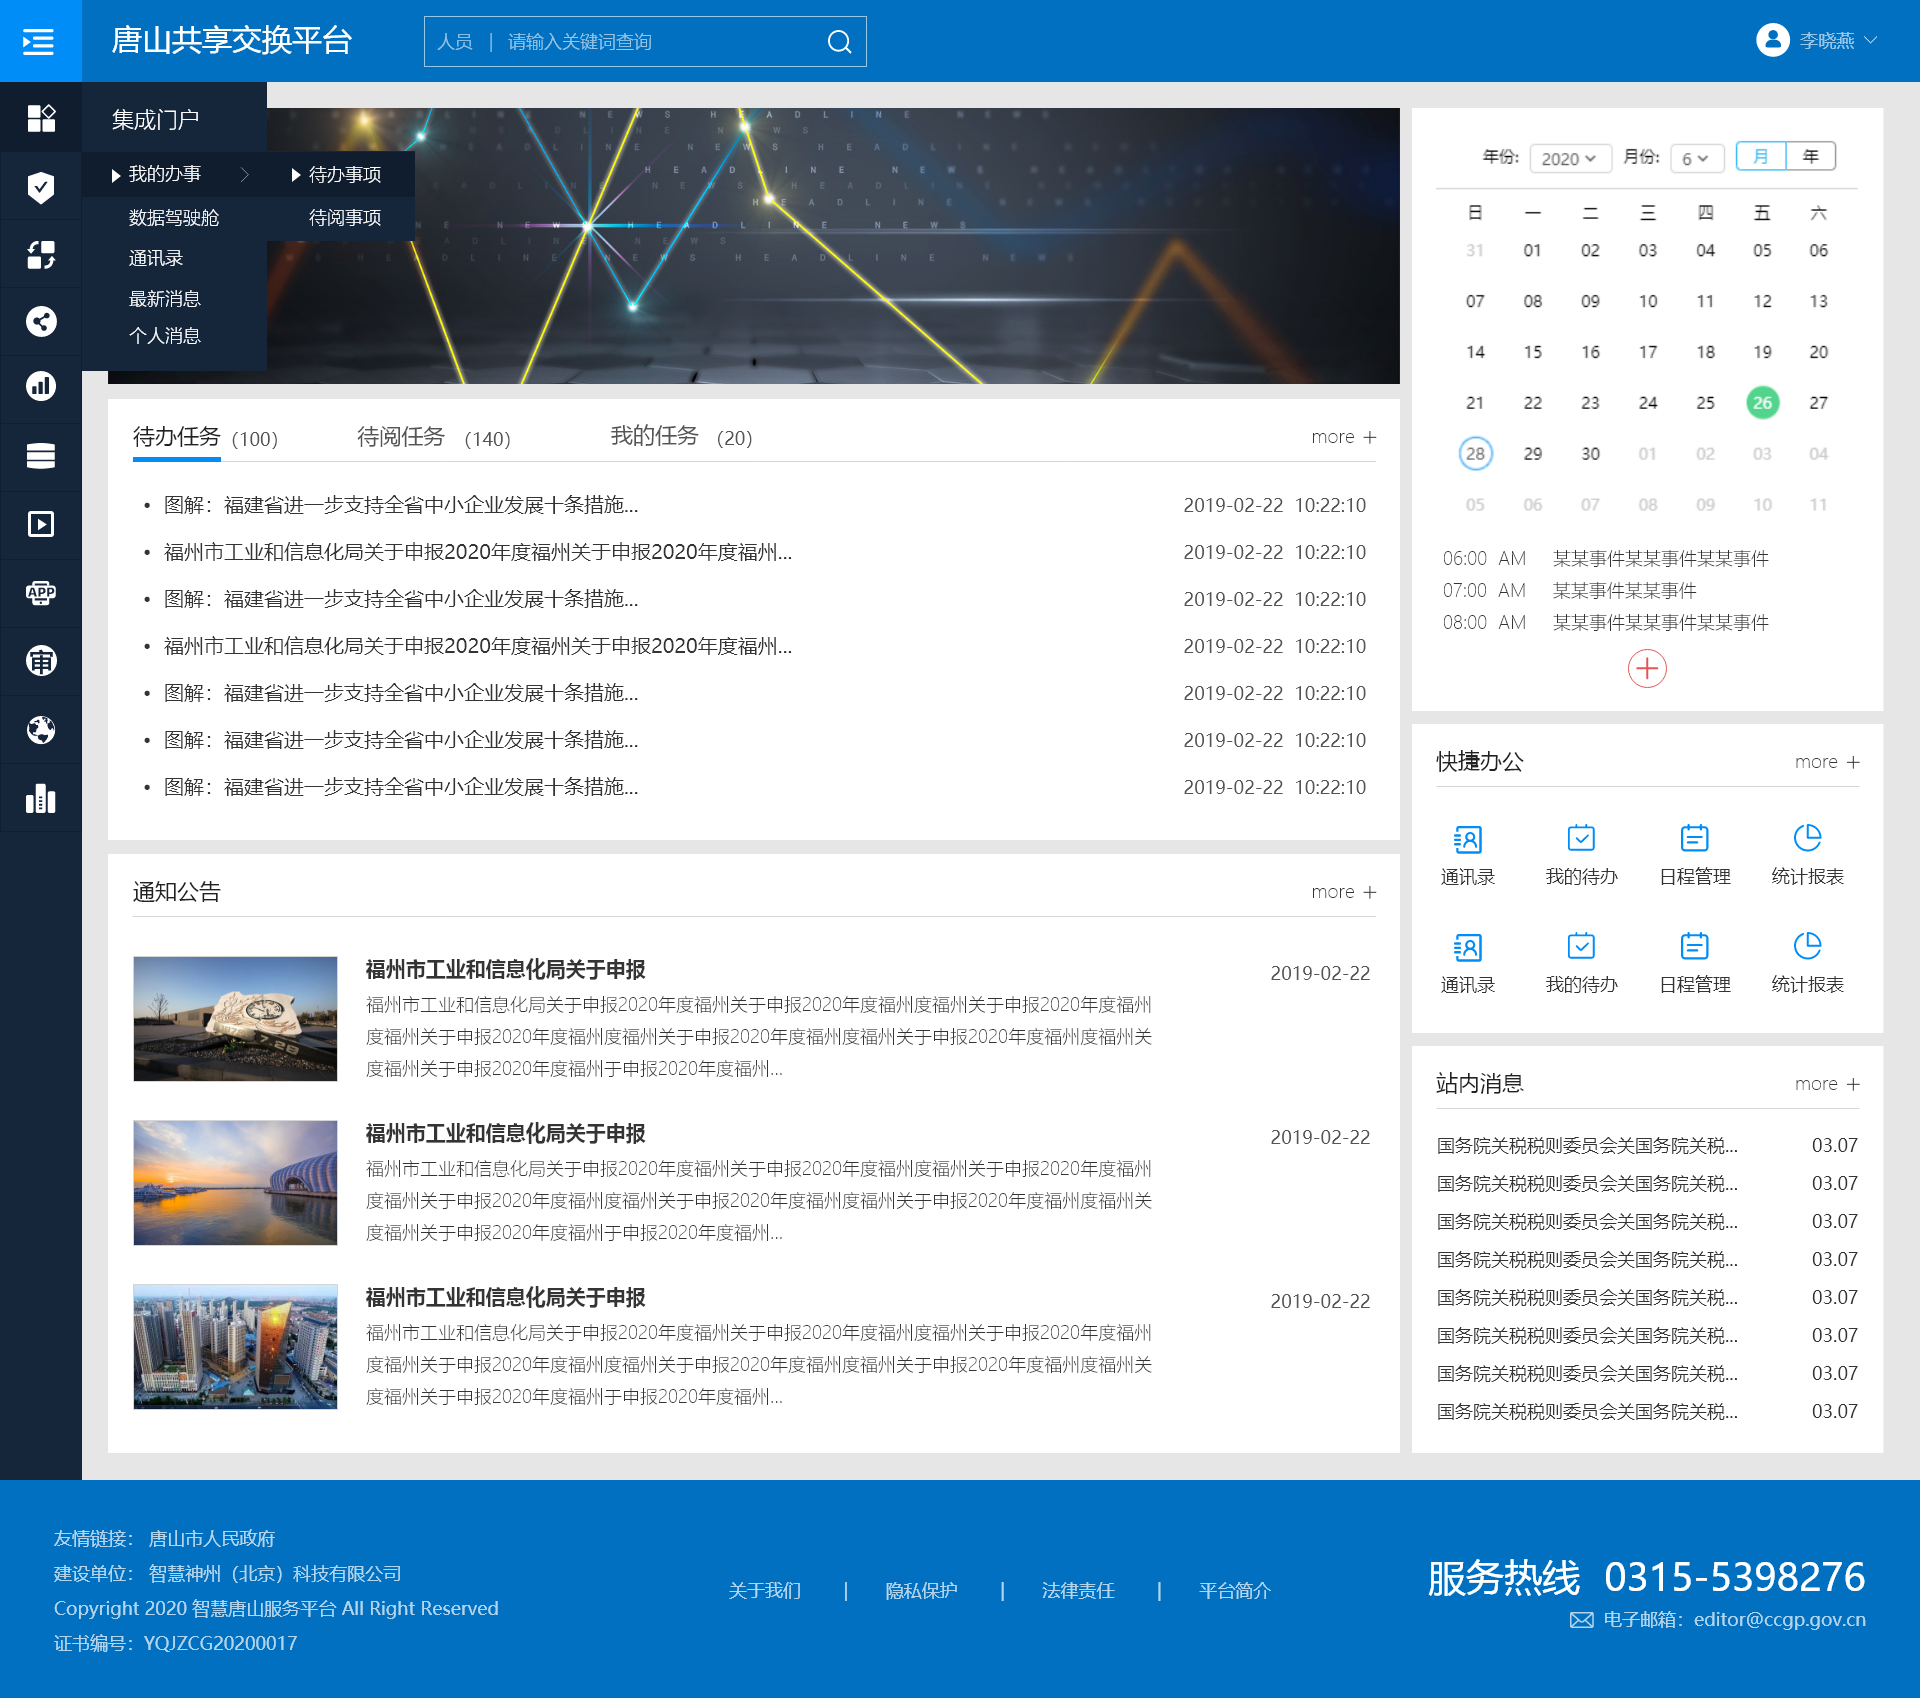 唐山共享交换平台
人员 | 请输入关键词查询
李晓燕
集成门户
我的办事
待办事项
数据驾驶舱
待阅事项
通讯录
最新消息
个人消息
APP
审
NEWS HEADLINE
年份: 2020 月份: 6 月 年
日 一 二 三 四 五 六
31 01 02 03 04 05 06
07 08 09 10 11 12 13
14 15 16 17 18 19 20
21 22 23 24 25 26 27
28 29 30 01 02 03 04
05 06 07 08 09 10 11
06:00 AM 某某事件某某事件某某事件
07:00 AM 某某事件某某事件
08:00 AM 某某事件某某事件某某事件
待办任务 (100) 待阅任务 (140) 我的任务 (20) more +
• 图解：福建省进一步支持全省中小企业发展十条措施... 2019-02-22 10:22:10
• 福州市工业和信息化局关于申报2020年度福州关于申报2020年度福州... 2019-02-22 10:22:10
• 图解：福建省进一步支持全省中小企业发展十条措施... 2019-02-22 10:22:10
• 福州市工业和信息化局关于申报2020年度福州关于申报2020年度福州... 2019-02-22 10:22:10
• 图解：福建省进一步支持全省中小企业发展十条措施... 2019-02-22 10:22:10
• 图解：福建省进一步支持全省中小企业发展十条措施... 2019-02-22 10:22:10
• 图解：福建省进一步支持全省中小企业发展十条措施... 2019-02-22 10:22:10
快捷办公 more +
通讯录 我的待办 日程管理 统计报表
通讯录 我的待办 日程管理 统计报表
通知公告 more +
福州市工业和信息化局关于申报 2019-02-22
福州市工业和信息化局关于申报2020年度福州关于申报2020年度福州度福州关于申报2020年度福州
度福州关于申报2020年度福州度福州关于申报2020年度福州度福州关于申报2020年度福州度福州关
度福州关于申报2020年度福州于申报2020年度福州...
7.28
福州市工业和信息化局关于申报 2019-02-22
福州市工业和信息化局关于申报2020年度福州关于申报2020年度福州度福州关于申报2020年度福州
度福州关于申报2020年度福州度福州关于申报2020年度福州度福州关于申报2020年度福州度福州关
度福州关于申报2020年度福州于申报2020年度福州...
福州市工业和信息化局关于申报 2019-02-22
福州市工业和信息化局关于申报2020年度福州关于申报2020年度福州度福州关于申报2020年度福州
度福州关于申报2020年度福州度福州关于申报2020年度福州度福州关于申报2020年度福州度福州关
度福州关于申报2020年度福州于申报2020年度福州...
站内消息 more +
国务院关税税则委员会关国务院关税... 03.07
国务院关税税则委员会关国务院关税... 03.07
国务院关税税则委员会关国务院关税... 03.07
国务院关税税则委员会关国务院关税... 03.07
国务院关税税则委员会关国务院关税... 03.07
国务院关税税则委员会关国务院关税... 03.07
国务院关税税则委员会关国务院关税... 03.07
国务院关税税则委员会关国务院关税... 03.07
友情链接： 唐山市人民政府
建设单位： 智慧神州（北京）科技有限公司
Copyright 2020 智慧唐山服务平台 All Right Reserved
证书编号：YQJZCG20200017
关于我们 | 隐私保护 | 法律责任 | 平台简介
服务热线 0315-5398276
电子邮箱：editor@ccgp.gov.cn